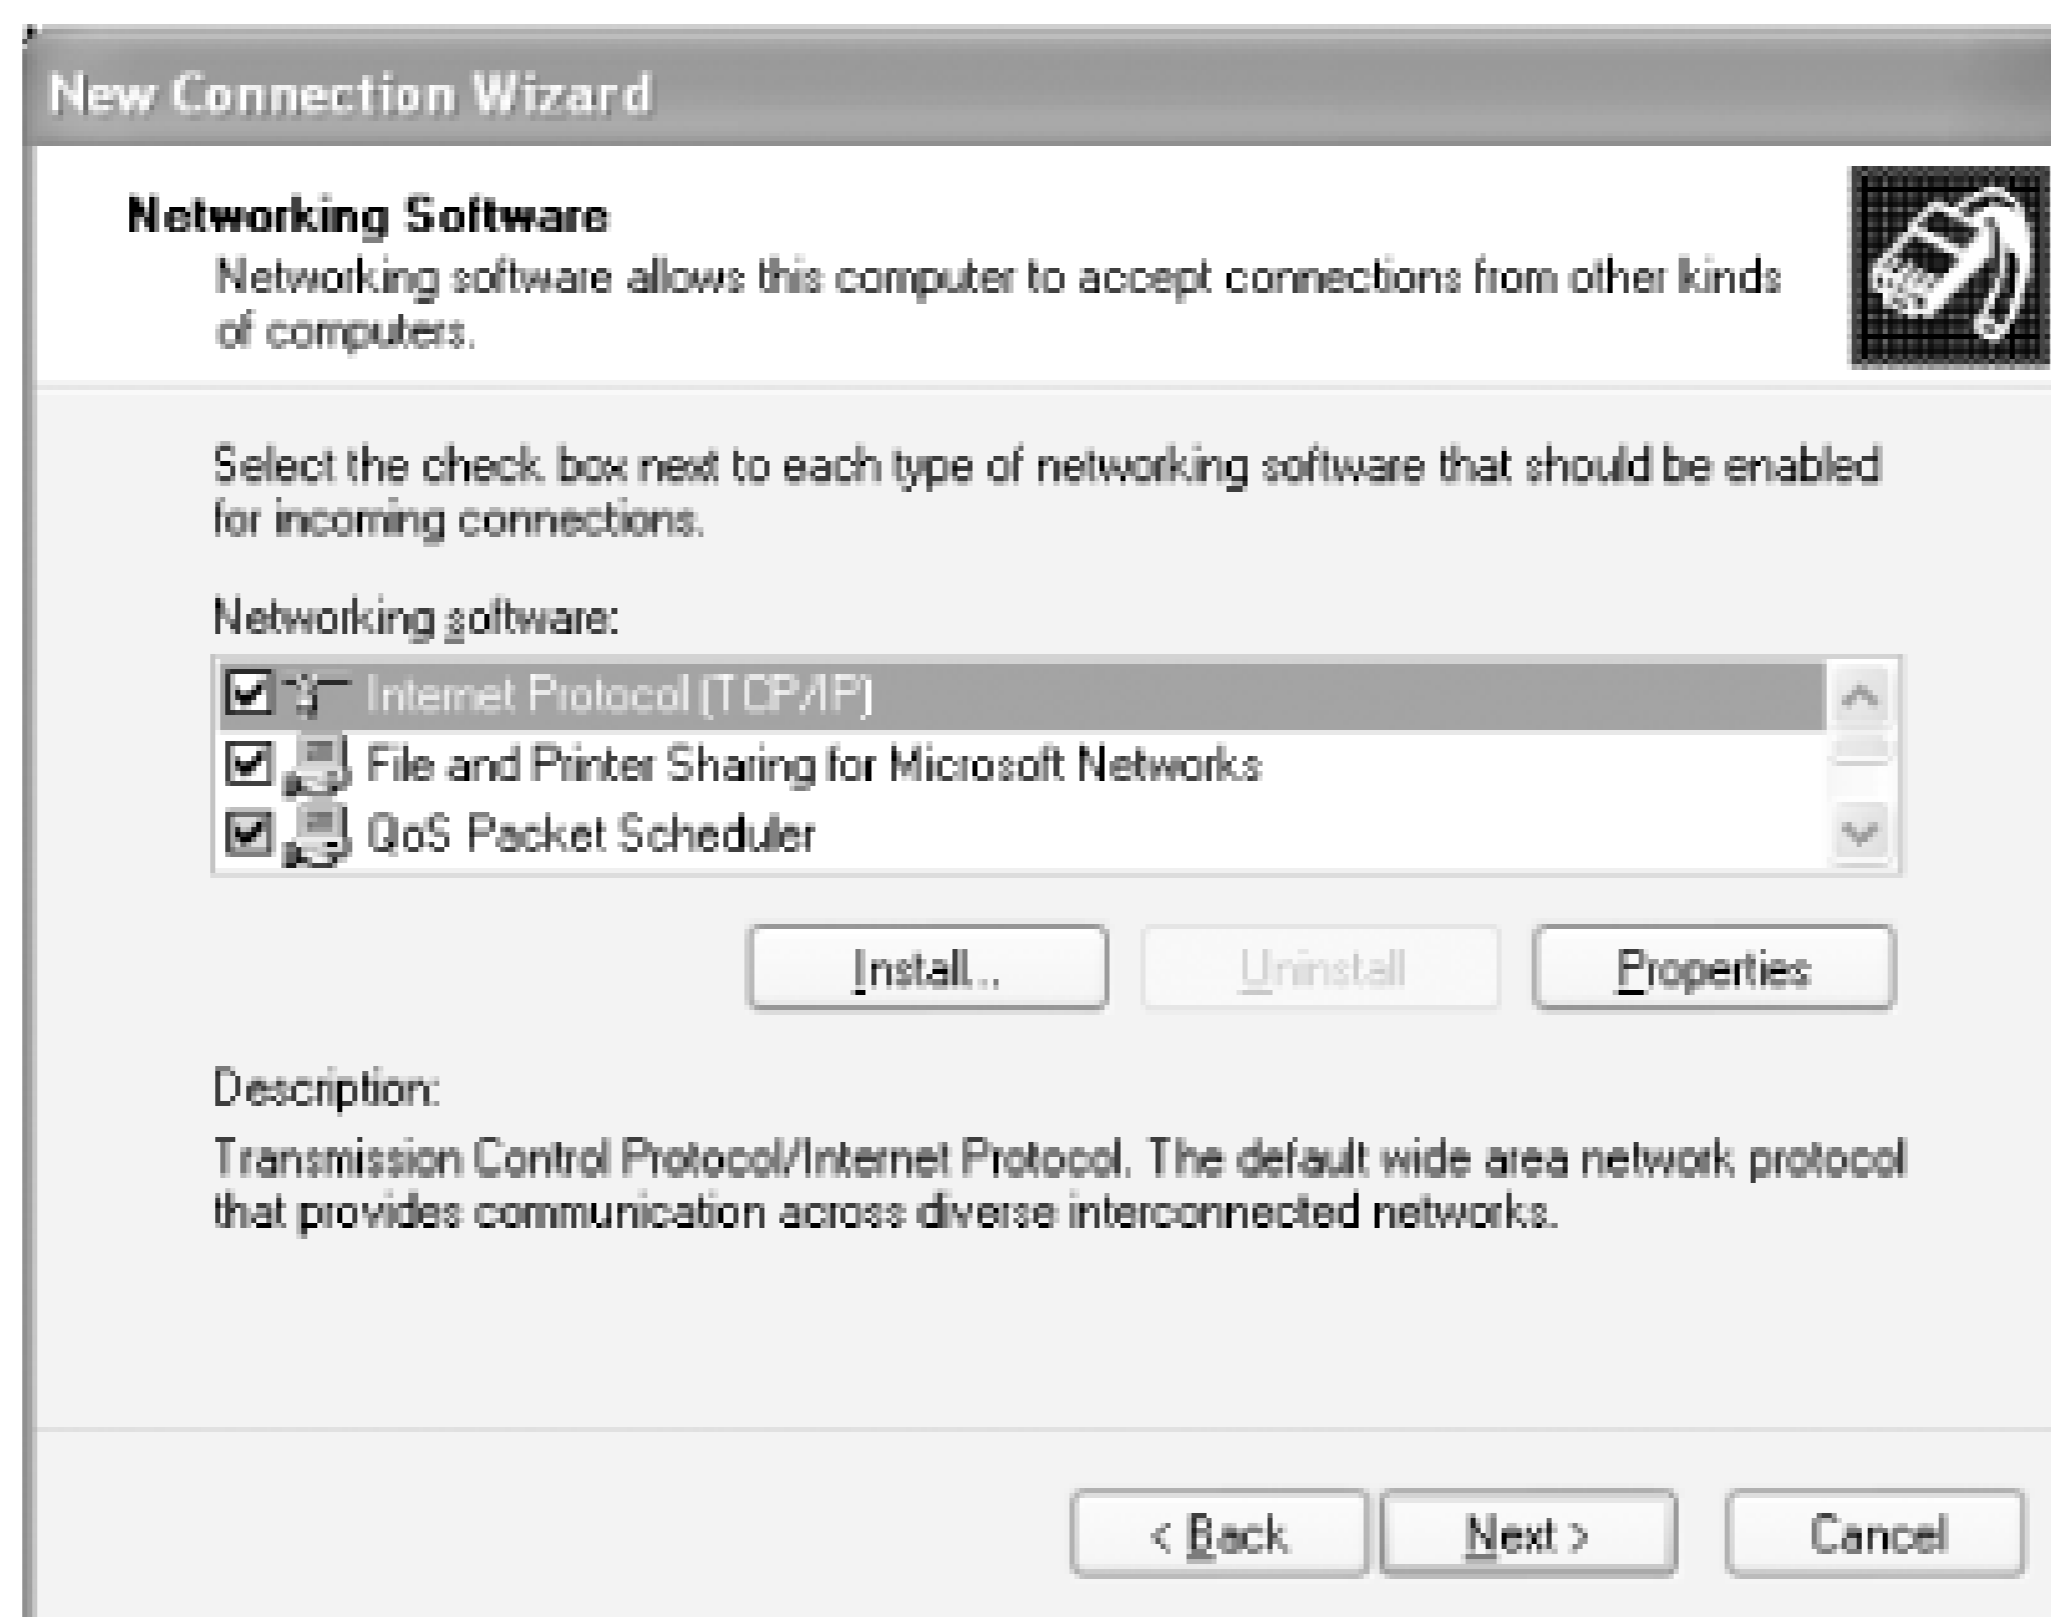 New Connection Wizard
Networking Software
Networking software allows this computer to accept connections from other kinds
of computers.
Select the check box next to each type of networking software that should be enabled
for incoming connections.
Networking software:
Internet Protocol (TCP/IP)
File and Printer Sharing for Microsoft Networks
QoS Packet Scheduler
Install...
Uninstall
Properties
Description:
Transmission Control Protocol/Internet Protocol. The default wide area network protocol
that provides communication across diverse interconnected networks.
< Back
Next >
Cancel